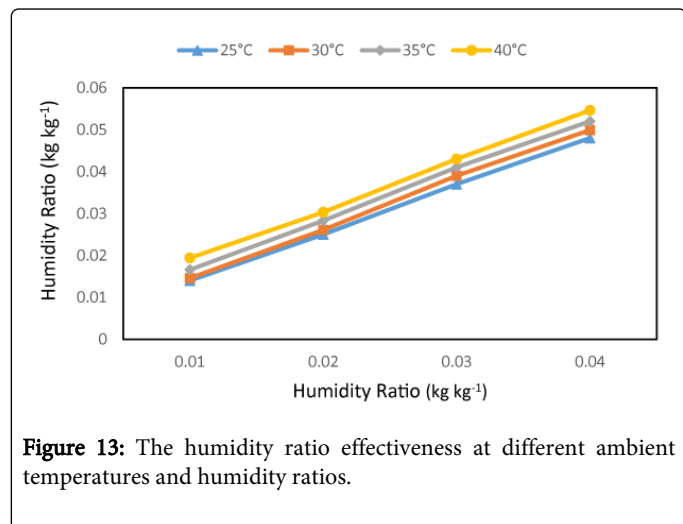 25°C 30°C 35°C 40°C
0.06
0.05
0.04
0.03
0.02
0.01
0
Humidity Ratio (kg kg⁻¹)
0.01 0.02 0.03 0.04
Humidity Ratio (kg kg⁻¹)
Figure 13: The humidity ratio effectiveness at different ambient
temperatures and humidity ratios.